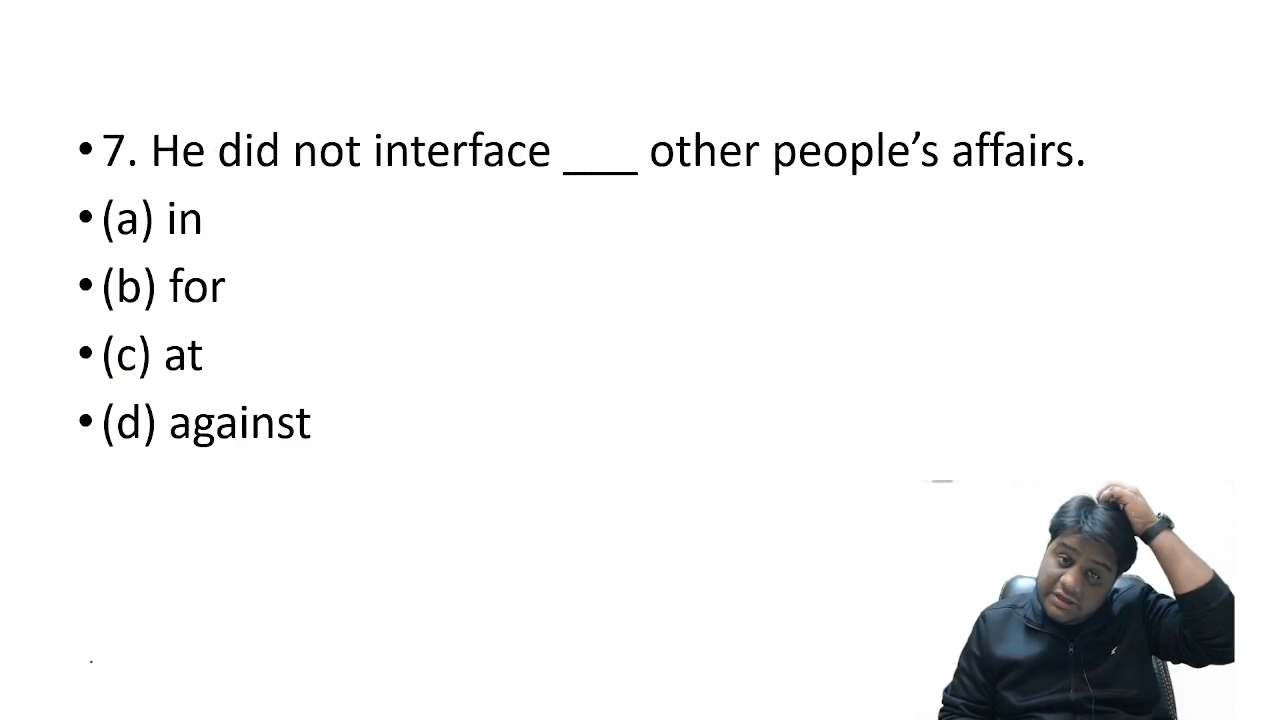 •7. He did not interface ___ other people’s affairs.
•(a) in
•(b) for
•(c) at
•(d) against